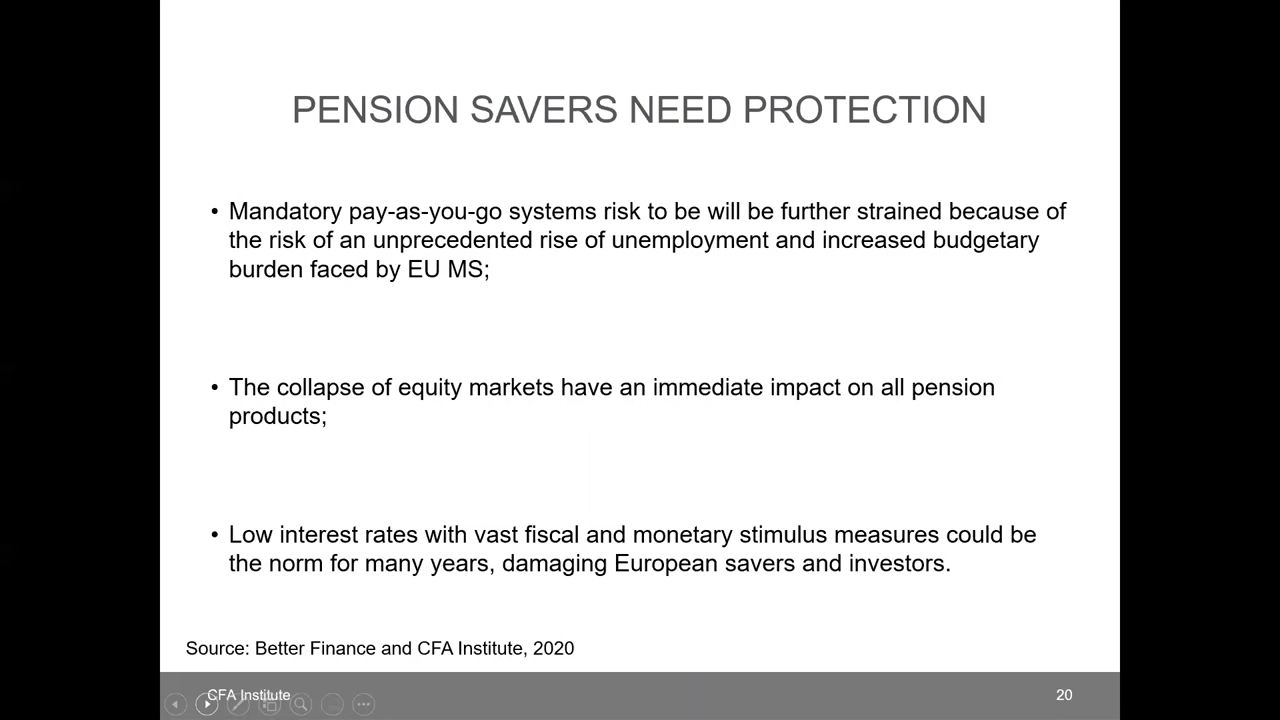 PENSION SAVERS NEED PROTECTION
• Mandatory pay-as-you-go systems risk to be will be further strained because of
the risk of an unprecedented rise of unemployment and increased budgetary
burden faced by EU MS;
• The collapse of equity markets have an immediate impact on all pension
products;
• Low interest rates with vast fiscal and monetary stimulus measures could be
the norm for many years, damaging European savers and investors.
Source: Better Finance and CFA Institute, 2020
CFA Institute
20